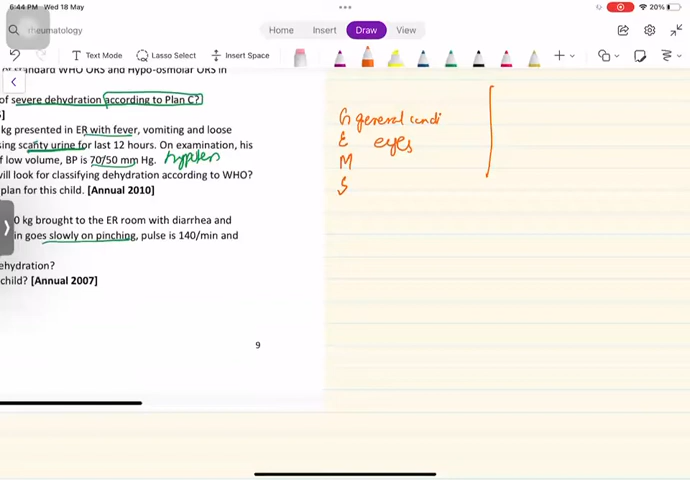 6:44 PM Wed 18 May
20%
rheumatology
Home Insert Draw View
Text Mode Lasso Select Insert Space
standard WHO ORS and Hypo-osmolar ORS in
of severe dehydration according to Plan C?
]
kg presented in ER with fever, vomiting and loose
sing scanty urine for last 12 hours. On examination, his
f low volume, BP is 70/50 mm Hg.
will look for classifying dehydration according to WHO?
plan for this child. [Annual 2010]
0 kg brought to the ER room with diarrhea and
in goes slowly on pinching, pulse is 140/min and
ehydration?
child? [Annual 2007]
9
G general condi
E eyes
M
S